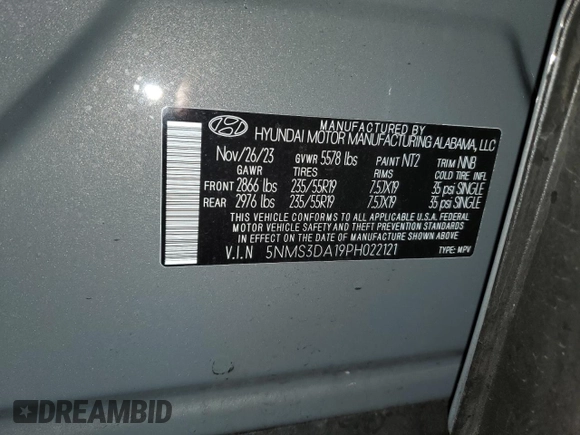 MANUFACTURED BY
HYUNDAI MOTOR MANUFACTURING ALABAMA, LLC
Nov/26/23 GVWR 5578 lbs PAINT NT2 TRIM NNB
GAWR TIRES RIMS COLD TIRE INFL
FRONT 2866 lbs 235/55R19 7.5JX19 35 psi SINGLE
REAR 2976 lbs 235/55R19 7.5JX19 35 psi SINGLE
THIS VEHICLE CONFORMS TO ALL APPLICABLE U.S.A. FEDERAL
MOTOR VEHICLE SAFETY AND THEFT PREVENTION STANDARDS
IN EFFECT ON THE DATE OF MANUFACTURE SHOWN ABOVE.
V.I.N 5NMS3DA19PH022121 TYPE: MPV
DREAMBID